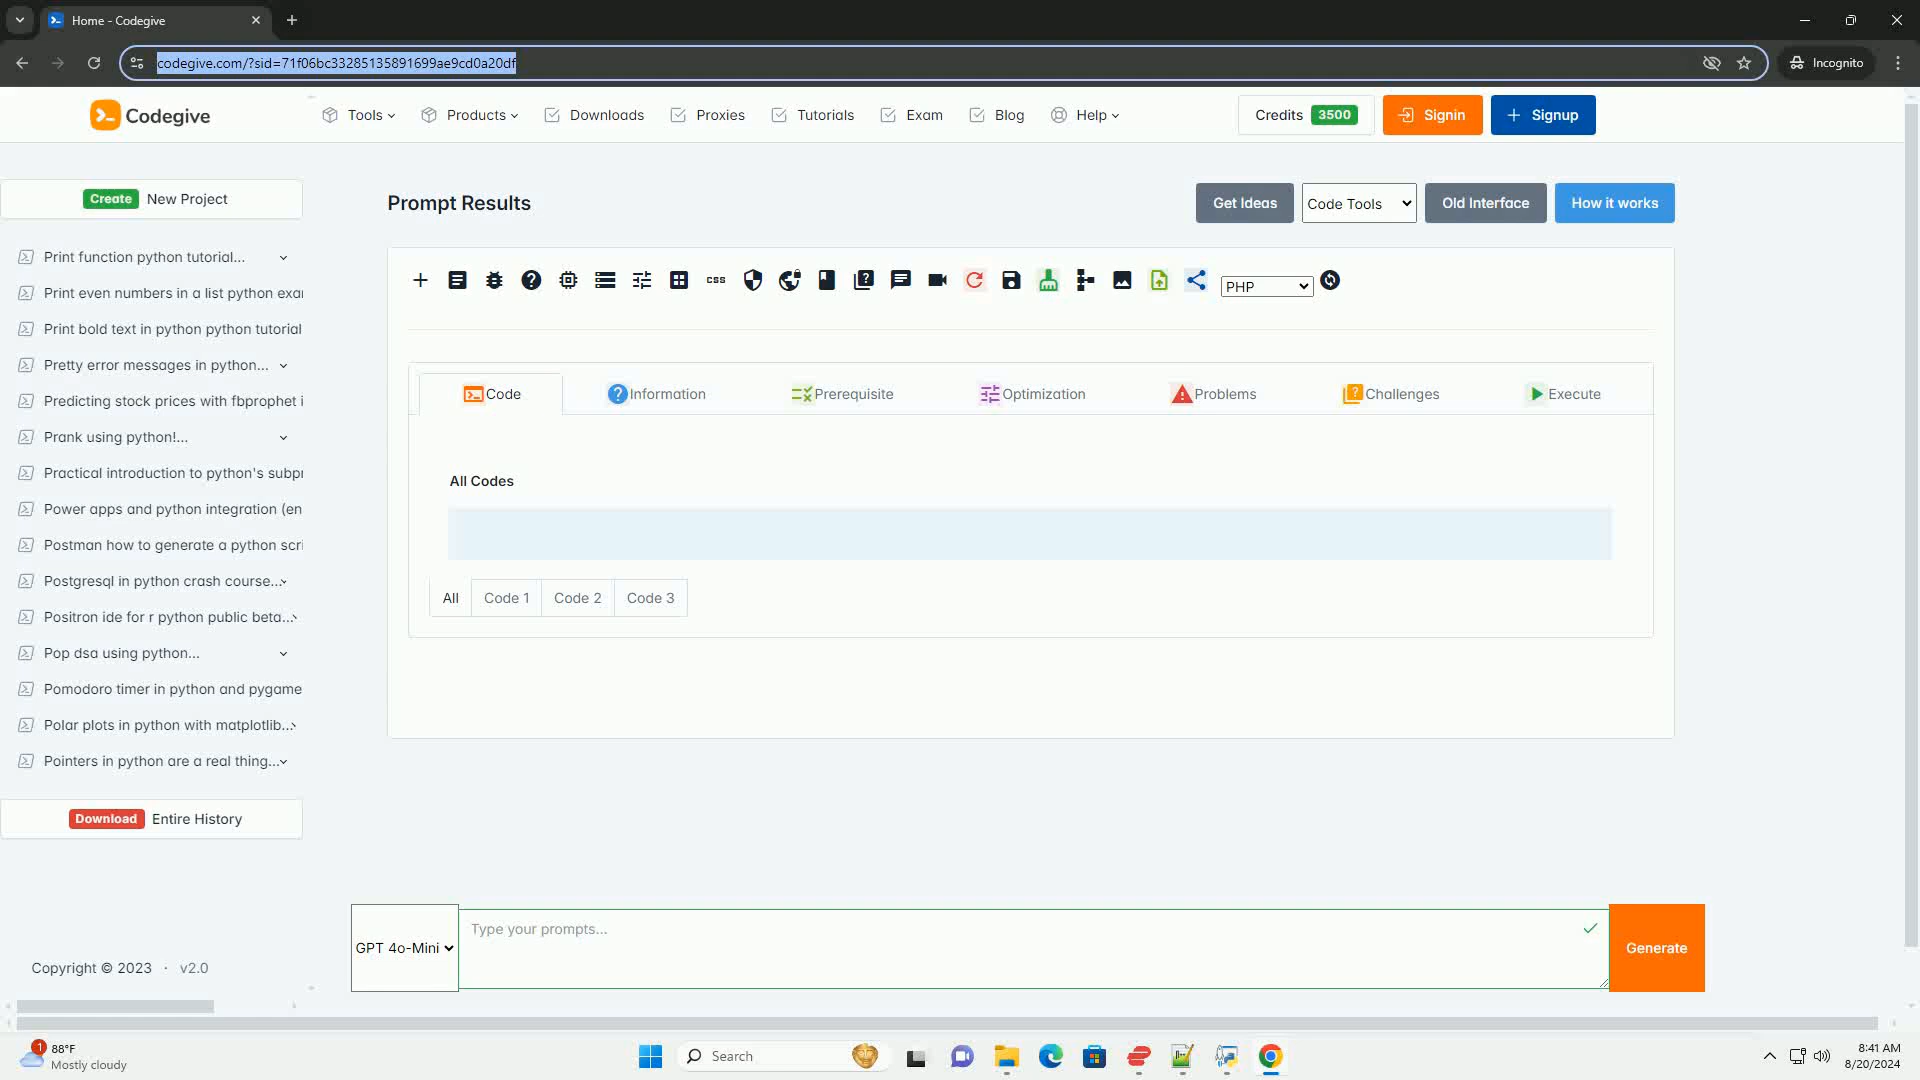 Home - Codegive
codegive.com/?sid=71f06bc33285135891699ae9cd0a20df
Incognito
Codegive
Tools
Products
Downloads
Proxies
Tutorials
Exam
Blog
Help
Credits 3500
Signin
Signup
Create New Project
Print function python tutorial...
Print even numbers in a list python exa
Print bold text in python python tutorial
Pretty error messages in python...
Predicting stock prices with fbprophet i
Prank using python!...
Practical introduction to python's subp
Power apps and python integration (en
Postman how to generate a python scri
Postgresql in python crash course...
Positron ide for r python public beta...
Pop dsa using python...
Pomodoro timer in python and pygame
Polar plots in python with matplotlib...
Pointers in python are a real thing...
Download Entire History
Copyright © 2023 · v2.0
Prompt Results
Get Ideas
Code Tools
Old Interface
How it works
CSS
PHP
Code
Information
Prerequisite
Optimization
Problems
Challenges
Execute
All Codes
All
Code 1
Code 2
Code 3
GPT 4o-Mini
Type your prompts...
Generate
1
88°F
Mostly cloudy
Search
8:41 AM
8/20/2024